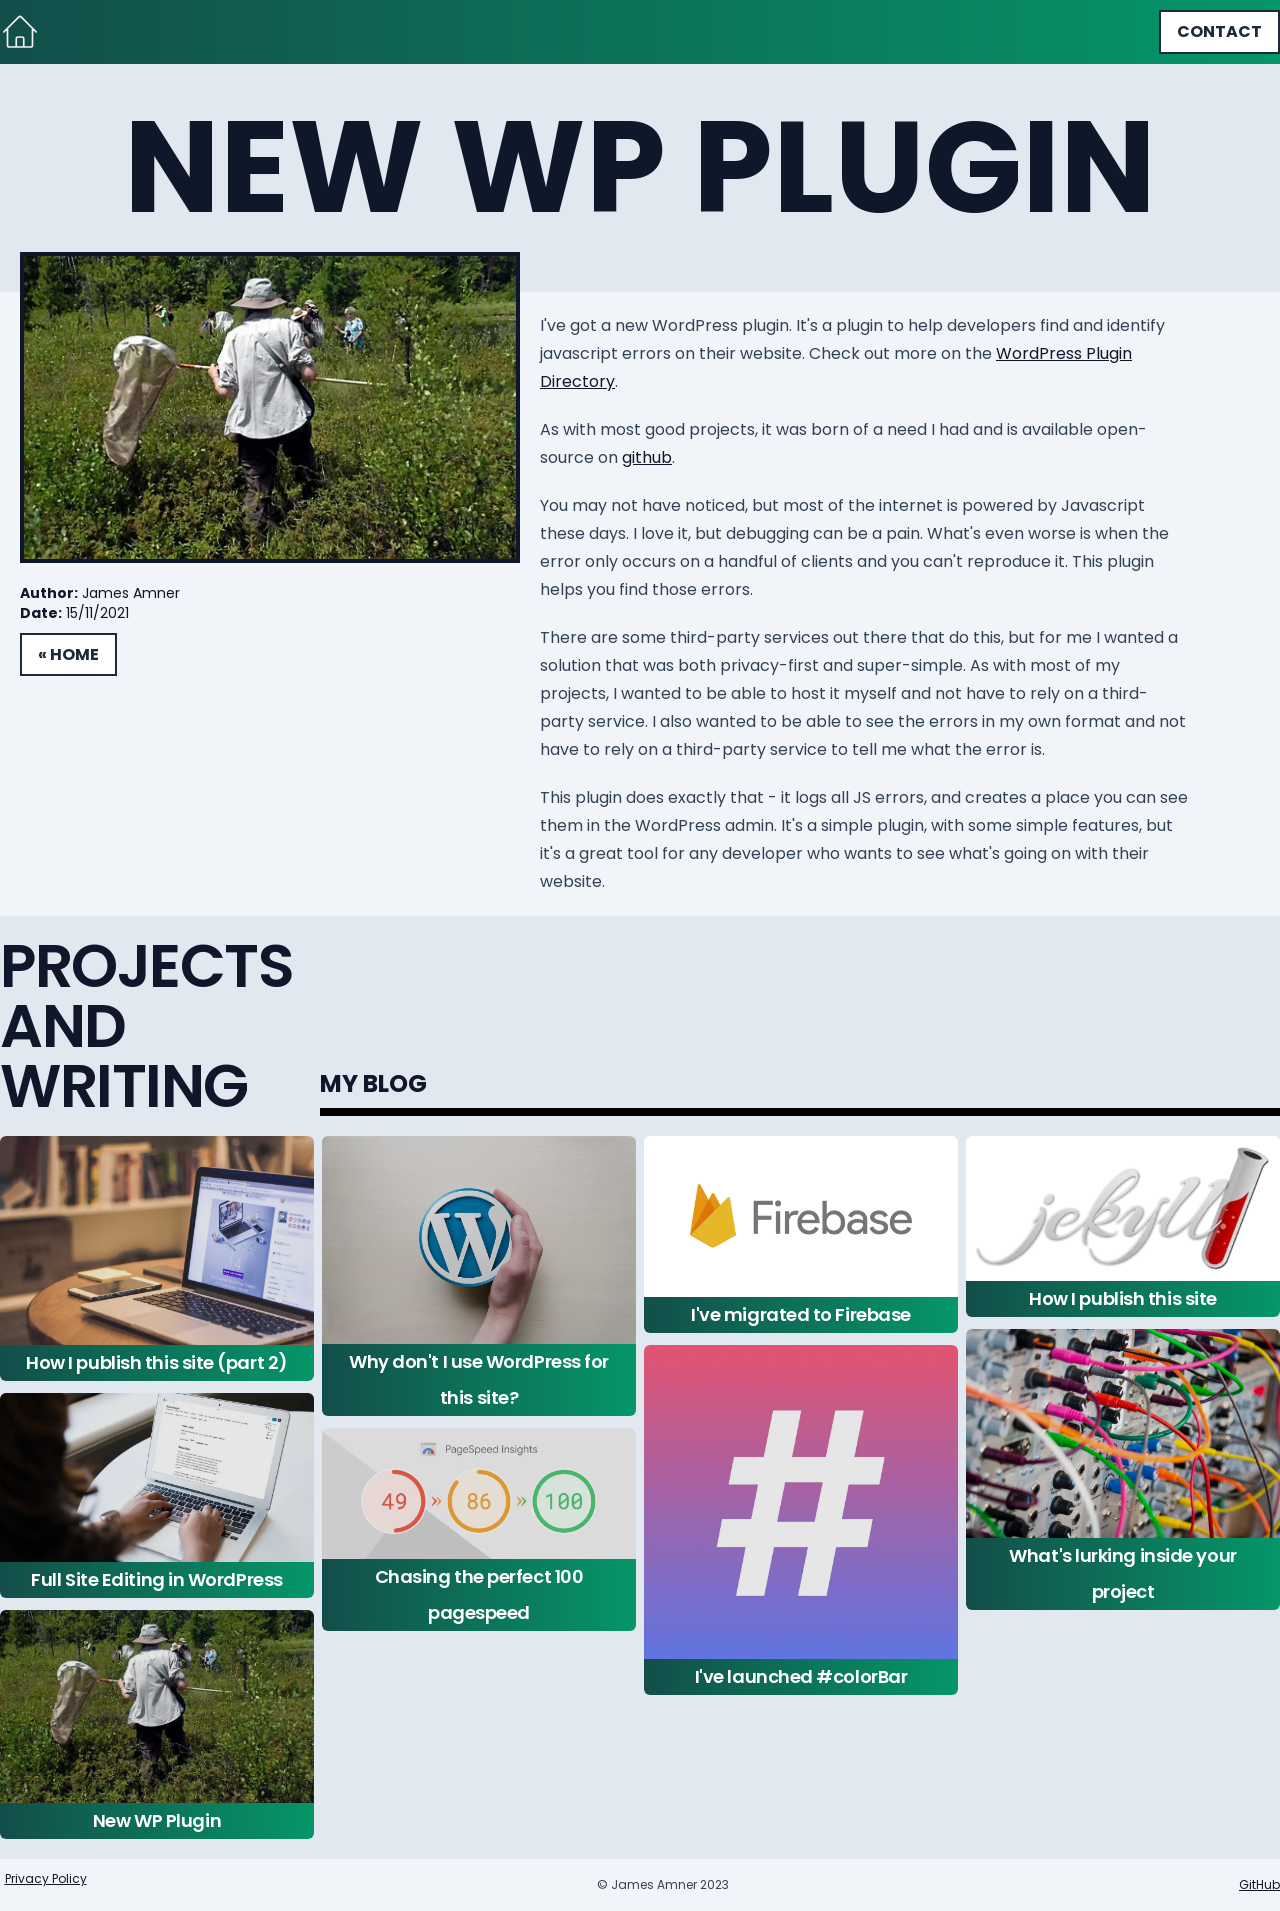 CONTACT
NEW WP PLUGIN
I've got a new WordPress plugin. It's a plugin to help developers find and identify
javascript errors on their website. Check out more on the WordPress Plugin
Directory.
As with most good projects, it was born of a need I had and is available open-
source on github.
You may not have noticed, but most of the internet is powered by Javascript
these days. I love it, but debugging can be a pain. What's even worse is when the
error only occurs on a handful of clients and you can't reproduce it. This plugin
helps you find those errors.
There are some third-party services out there that do this, but for me I wanted a
solution that was both privacy-first and super-simple. As with most of my
projects, I wanted to be able to host it myself and not have to rely on a third-
party service. I also wanted to be able to see the errors in my own format and not
have to rely on a third-party service to tell me what the error is.
This plugin does exactly that - it logs all JS errors, and creates a place you can see
them in the WordPress admin. It's a simple plugin, with some simple features, but
it's a great tool for any developer who wants to see what's going on with their
website.
Author: James Amner
Date: 15/11/2021
« HOME
PROJECTS
AND
WRITING
MY BLOG
How I publish this site (part 2)
Full Site Editing in WordPress
New WP Plugin
W
Why don't I use WordPress for
this site?
PageSpeed Insights
49 » 86 » 100
Chasing the perfect 100
pagespeed
Firebase
I've migrated to Firebase
#
I've launched #colorBar
jekyll
How I publish this site
What's lurking inside your
project
Privacy Policy
© James Amner 2023
GitHub